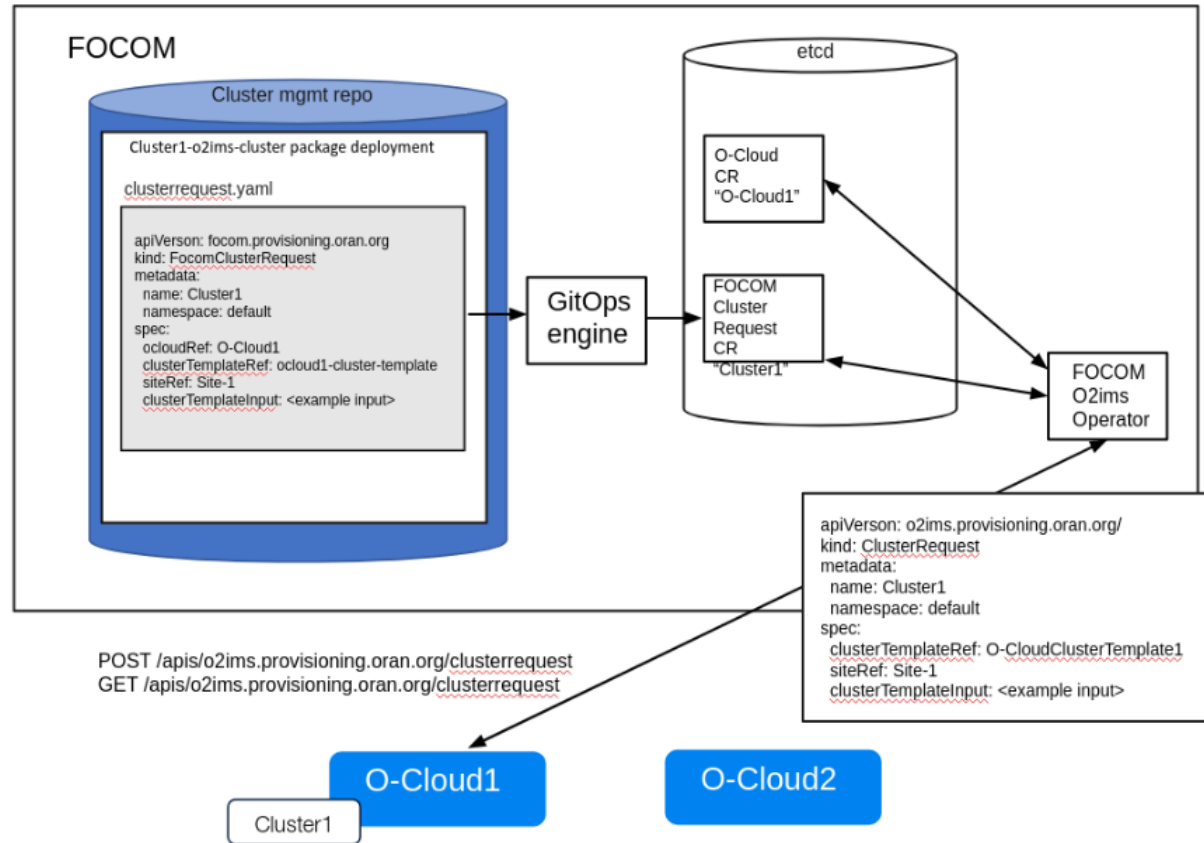 FOCOM
Cluster mgmt repo
Cluster1-o2ims-cluster package deployment
clusterrequest.yaml
apiVerson: focom.provisioning.oran.org
kind: FocomClusterRequest
metadata:
name: Cluster1
namespace: default
spec:
ocloudRef: O-Cloud1
clusterTemplateRef: ocloud1-cluster-template
siteRef: Site-1
clusterTemplateInput: <example input>
GitOps
engine
etcd
O-Cloud
CR
“O-Cloud1”
FOCOM
Cluster
Request
CR
“Cluster1”
FOCOM
O2ims
Operator
apiVerson: o2ims.provisioning.oran.org/
kind: ClusterRequest
metadata:
name: Cluster1
namespace: default
spec:
clusterTemplateRef: O-CloudClusterTemplate1
siteRef: Site-1
clusterTemplateInput: <example input>
POST /apis/o2ims.provisioning.oran.org/clusterrequest
GET /apis/o2ims.provisioning.oran.org/clusterrequest
O-Cloud1
Cluster1
O-Cloud2